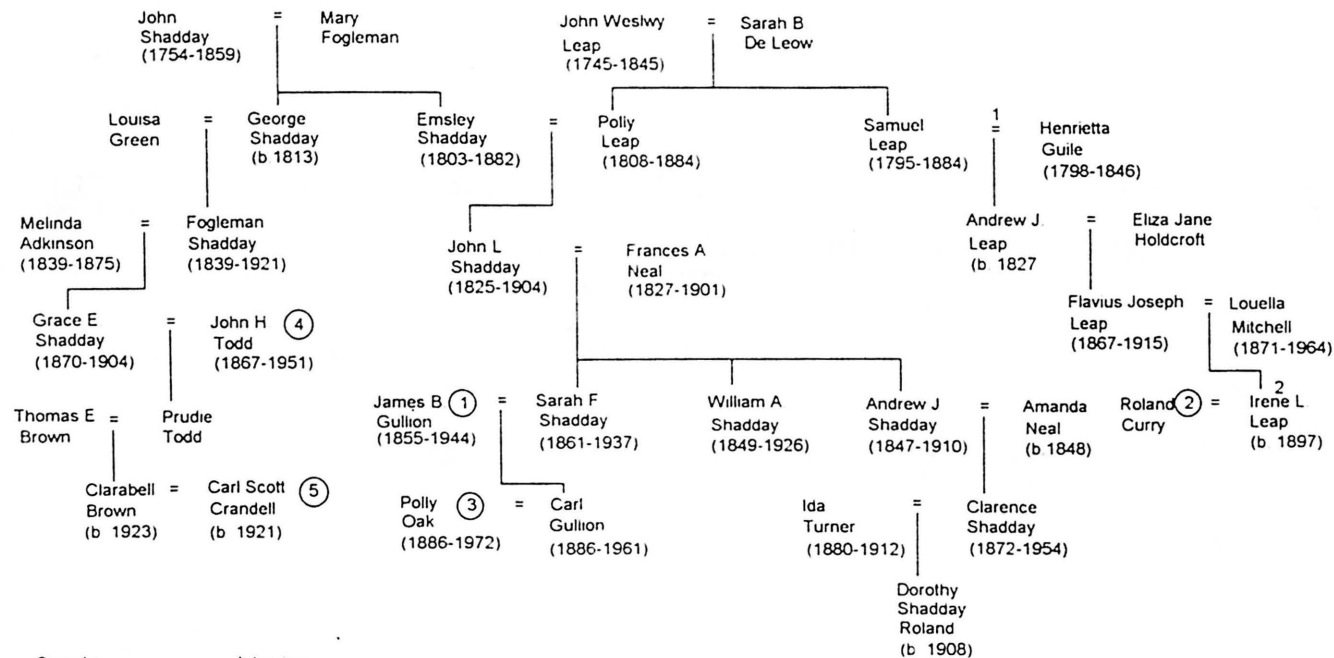 John = Mary
Shadday Fogleman
(1754-1859)
John Weslwy = Sarah B
Leap De Leow
(1745-1845)
Louisa = George
Green Shadday
(b 1813)
Emsley = Polly
Shadday Leap
(1803-1882) (1808-1884)
Samuel 1 = Henrietta
Leap Guile
(1795-1884) (1798-1846)
Melinda = Fogleman
Adkinson Shadday
(1839-1875) (1839-1921)
John L = Frances A
Shadday Neal
(1825-1904) (1827-1901)
Andrew J. = Eliza Jane
Leap Holdcroft
(b. 1827
Grace E = John H 4
Shadday Todd
(1870-1904) (1867-1951)
Flavius Joseph = Louella
Leap Mitchell
(1867-1915) (1871-1964)
Thomas E = Prudie
Brown Todd
James B 1 = Sarah F
Gullion Shadday
(1855-1944) (1861-1937)
William A
Shadday
(1849-1926)
Andrew J = Amanda
Shadday Neal
(1847-1910) (b. 1848)
Roland 2 = 2 Irene L
Curry Leap
(b. 1897)
Clarabell = Carl Scott 5
Brown Crandell
(b 1923) (b 1921)
Polly 3 = Carl
Oak Gullion
(1886-1972) (1886-1961)
Ida = Clarence
Turner Shadday
(1880-1912) (1872-1954)
Dorothy
Shadday
Roland
(b 1908)